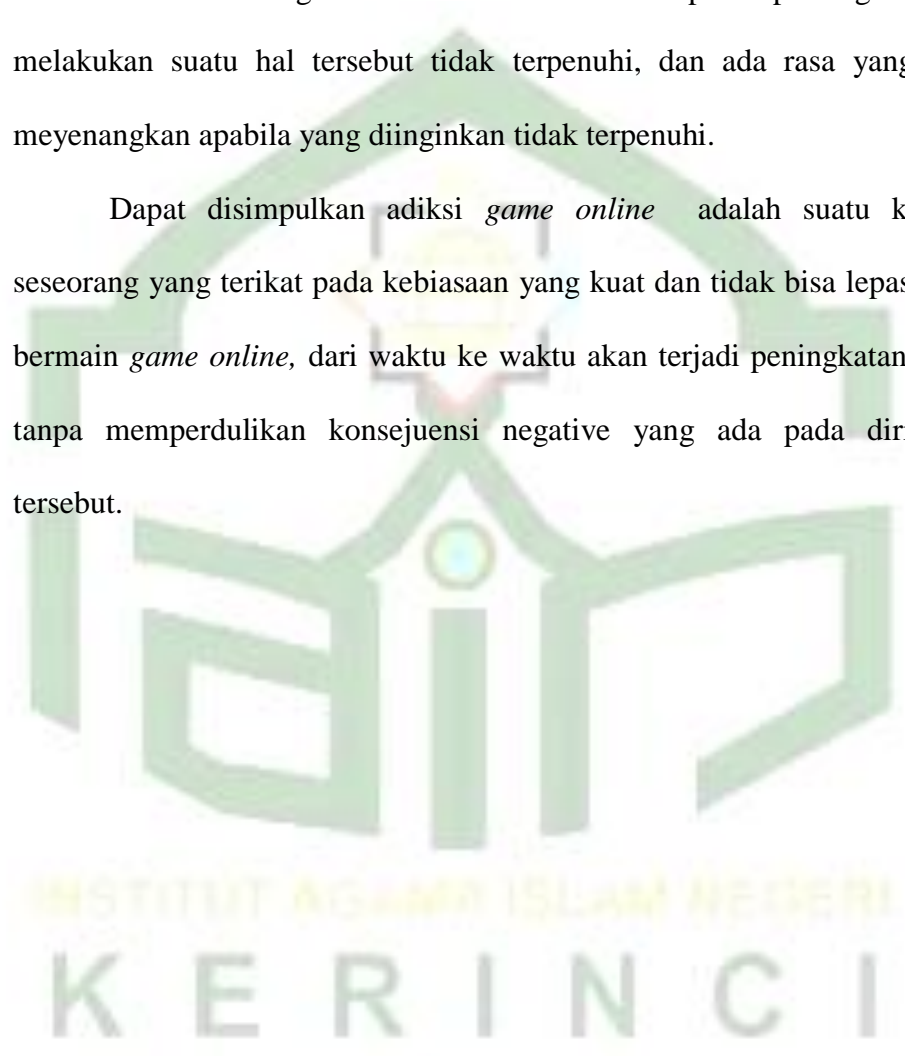 melakukan suatu hal tersebut tidak terpenuhi, dan ada rasa yang
meyenangkan apabila yang diinginkan tidak terpenuhi.
Dapat disimpulkan adiksi game online adalah suatu k
seseorang yang terikat pada kebiasaan yang kuat dan tidak bisa lepas
bermain game online, dari waktu ke waktu akan terjadi peningkatan
tanpa memperdulikan konsejuensi negative yang ada pada diri
tersebut.
INSTITUT AGAMA ISLAM NEGERI
KERINCI